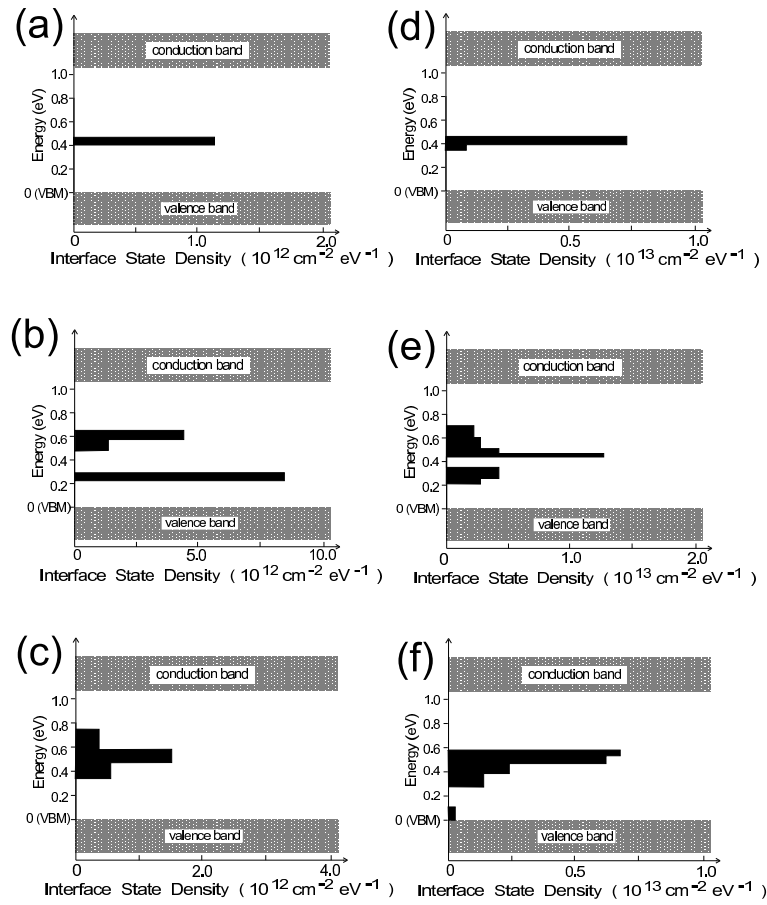 (a)
conduction band
1.0
0.8
0.6
0.4
0.2
0 (VBM)
Energy (eV)
valence band
0 1.0 2.0
Interface State Density ( 10^12 cm^-2 eV^-1 )
(d)
conduction band
1.0
0.8
0.6
0.4
0.2
0 (VBM)
Energy (eV)
valence band
0 0.5 1.0
Interface State Density ( 10^13 cm^-2 eV^-1 )
(b)
conduction band
1.0
0.8
0.6
0.4
0.2
0 (VBM)
Energy (eV)
valence band
0 5.0 10.0
Interface State Density ( 10^12 cm^-2 eV^-1 )
(e)
conduction band
1.0
0.8
0.6
0.4
0.2
0 (VBM)
Energy (eV)
valence band
0 1.0 2.0
Interface State Density ( 10^13 cm^-2 eV^-1 )
(c)
conduction band
1.0
0.8
0.6
0.4
0.2
0 (VBM)
Energy (eV)
valence band
0 2.0 4.0
Interface State Density ( 10^12 cm^-2 eV^-1 )
(f)
conduction band
1.0
0.8
0.6
0.4
0.2
0 (VBM)
Energy (eV)
valence band
0 0.5 1.0
Interface State Density ( 10^13 cm^-2 eV^-1 )